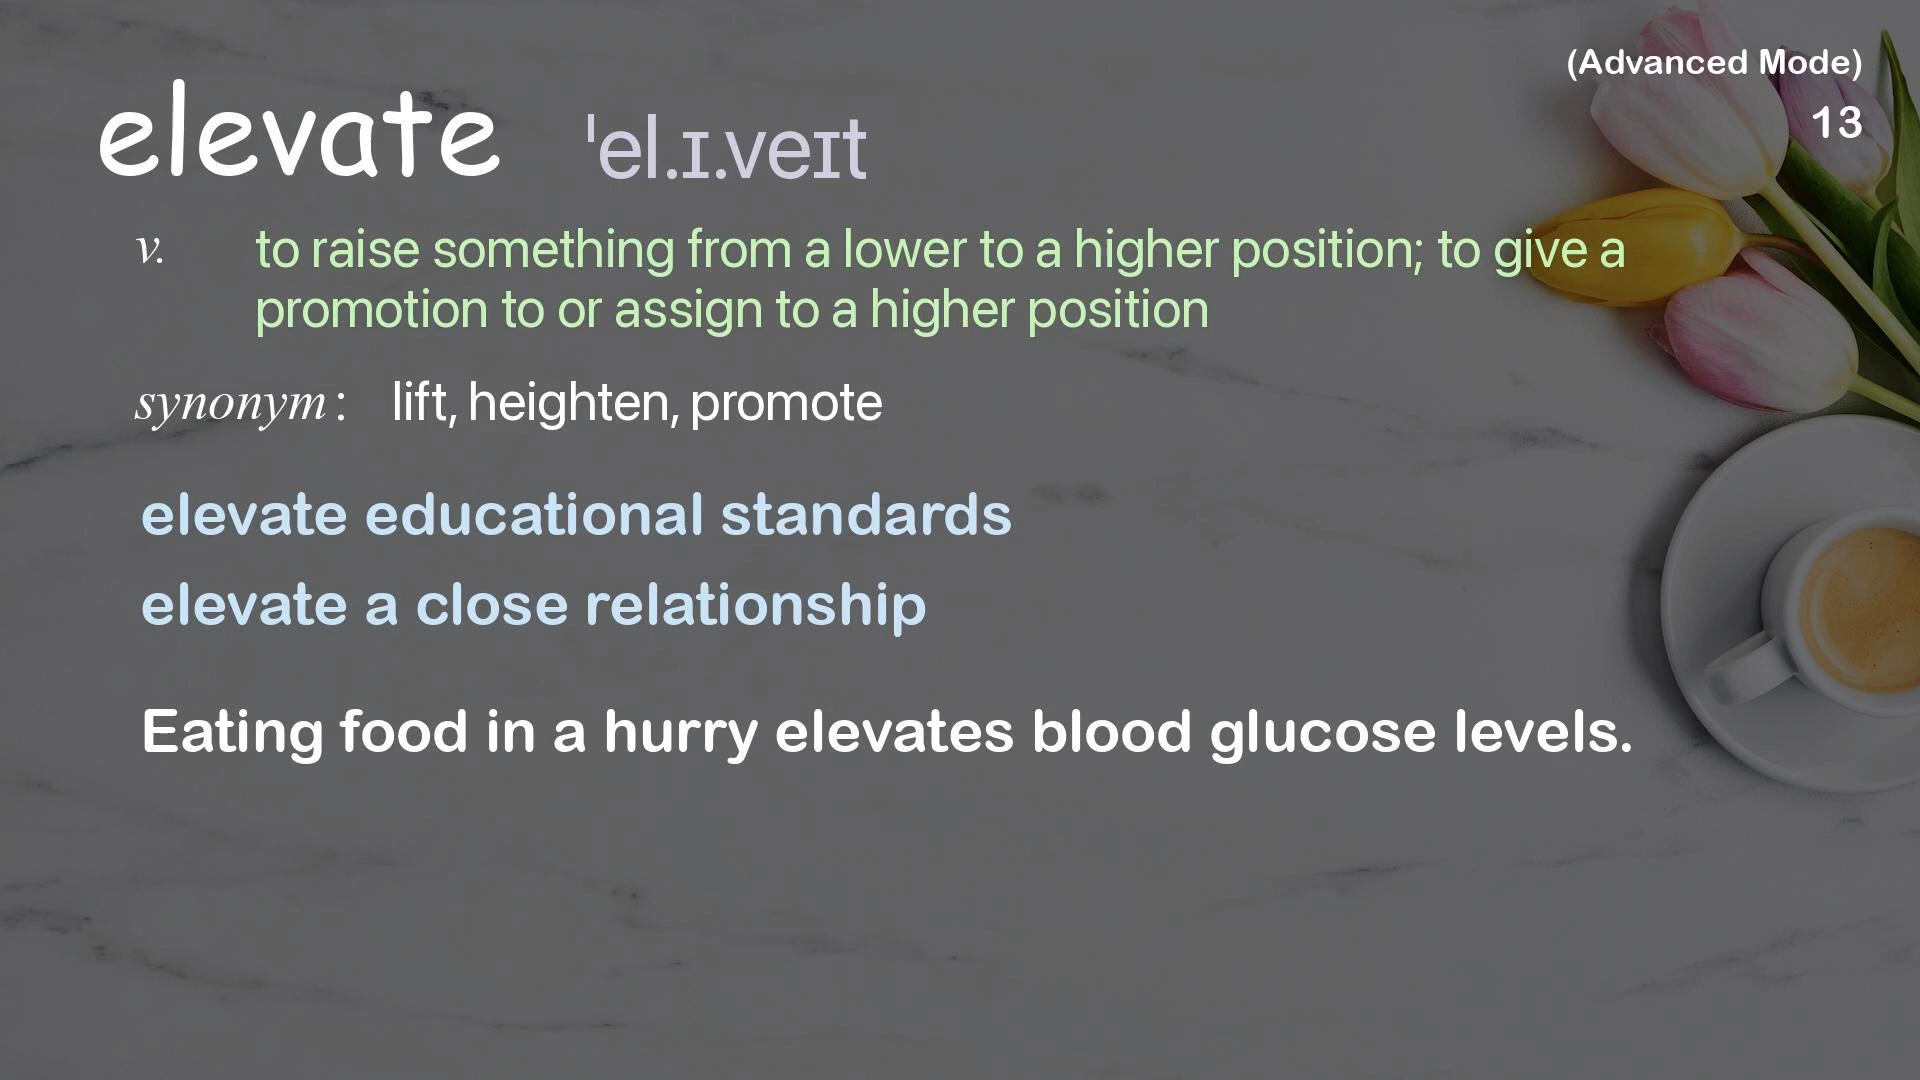 (Advanced Mode)
13
elevate ˈel.ɪ.veɪt
v. to raise something from a lower to a higher position; to give a
promotion to or assign to a higher position
synonym : lift, heighten, promote
elevate educational standards
elevate a close relationship
Eating food in a hurry elevates blood glucose levels.